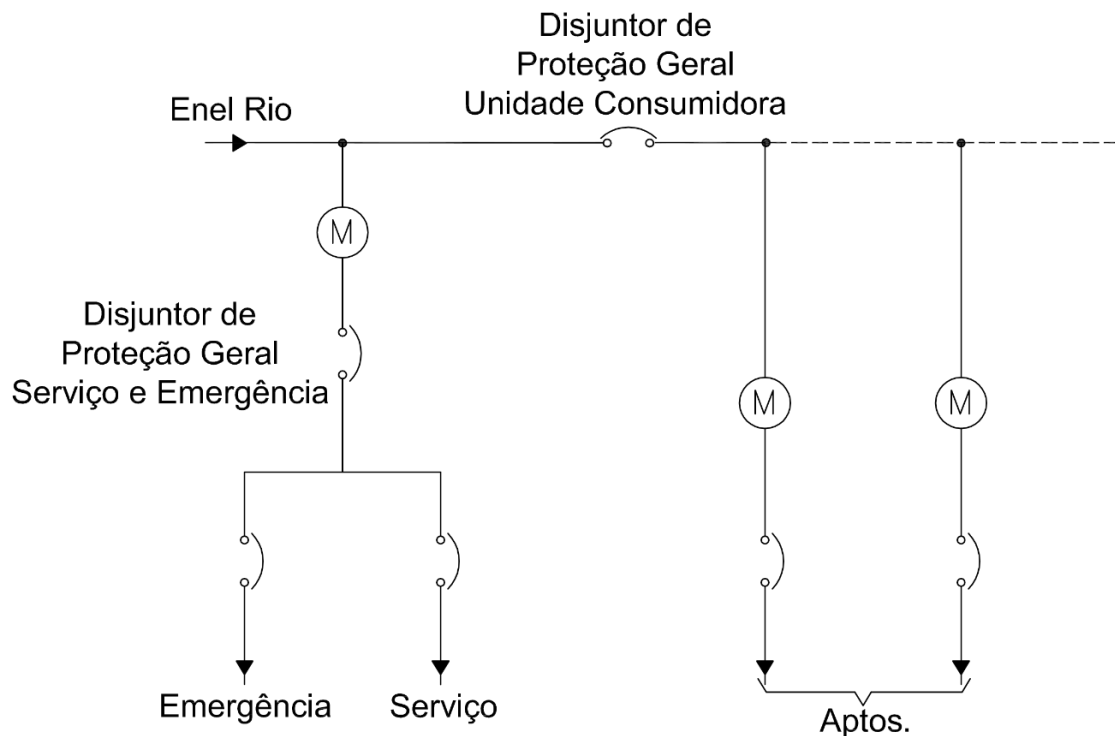 Disjuntor de
Proteção Geral
Unidade Consumidora
Enel Rio
M
Disjuntor de
Proteção Geral
Serviço e Emergência
M
M
Emergência
Serviço
Aptos.